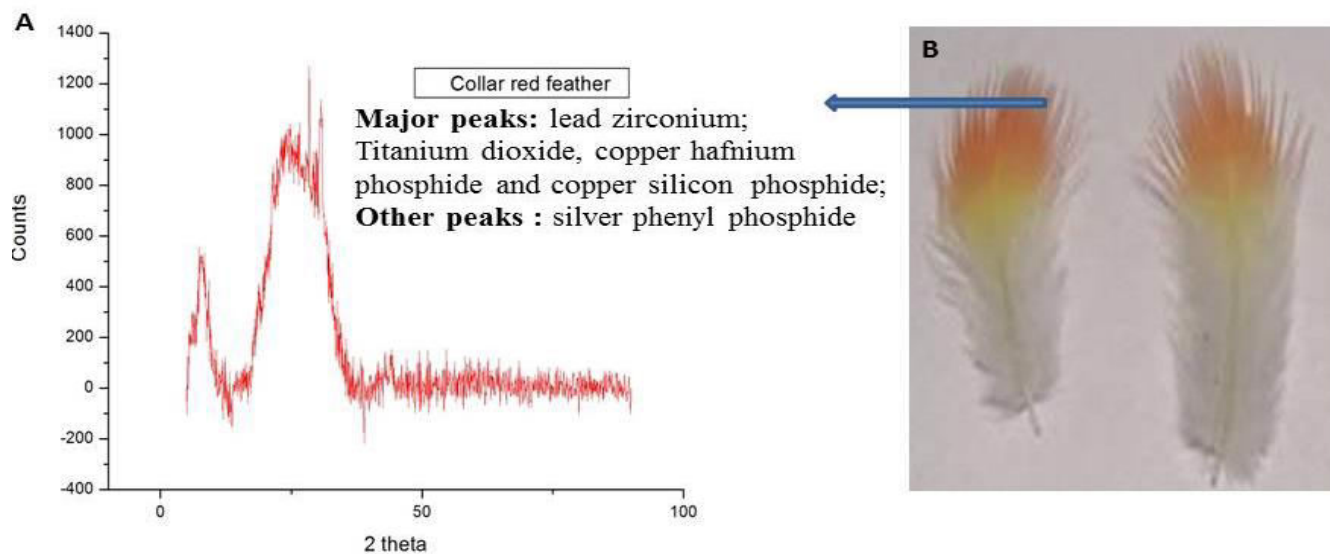 A
1400
1200
1000
800
600
400
200
0
-200
-400
Counts
0
50
100
2 theta
Collar red feather
Major peaks: lead zirconium;
Titanium dioxide, copper hafnium
phosphide and copper silicon phosphide;
Other peaks : silver phenyl phosphide
B